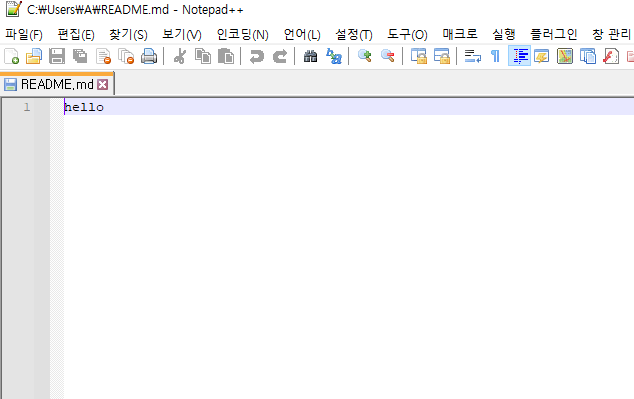 C:₩Users₩A₩README.md - Notepad++
파일(F) 편집(E) 찾기(S) 보기(V) 인코딩(N) 언어(L) 설정(T) 도구(O) 매크로 실행 플러그인 창 관리
README.md
1 hello